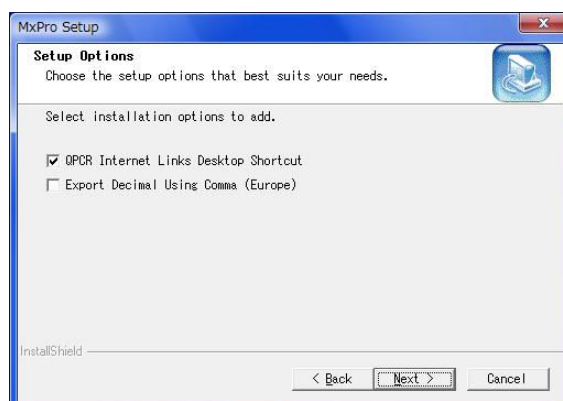 MxPro Setup
Setup Options
Choose the setup options that best suits your needs.
Select installation options to add.
QPCR Internet Links Desktop Shortcut
Export Decimal Using Comma (Europe)
InstallShield
< Back Next > Cancel